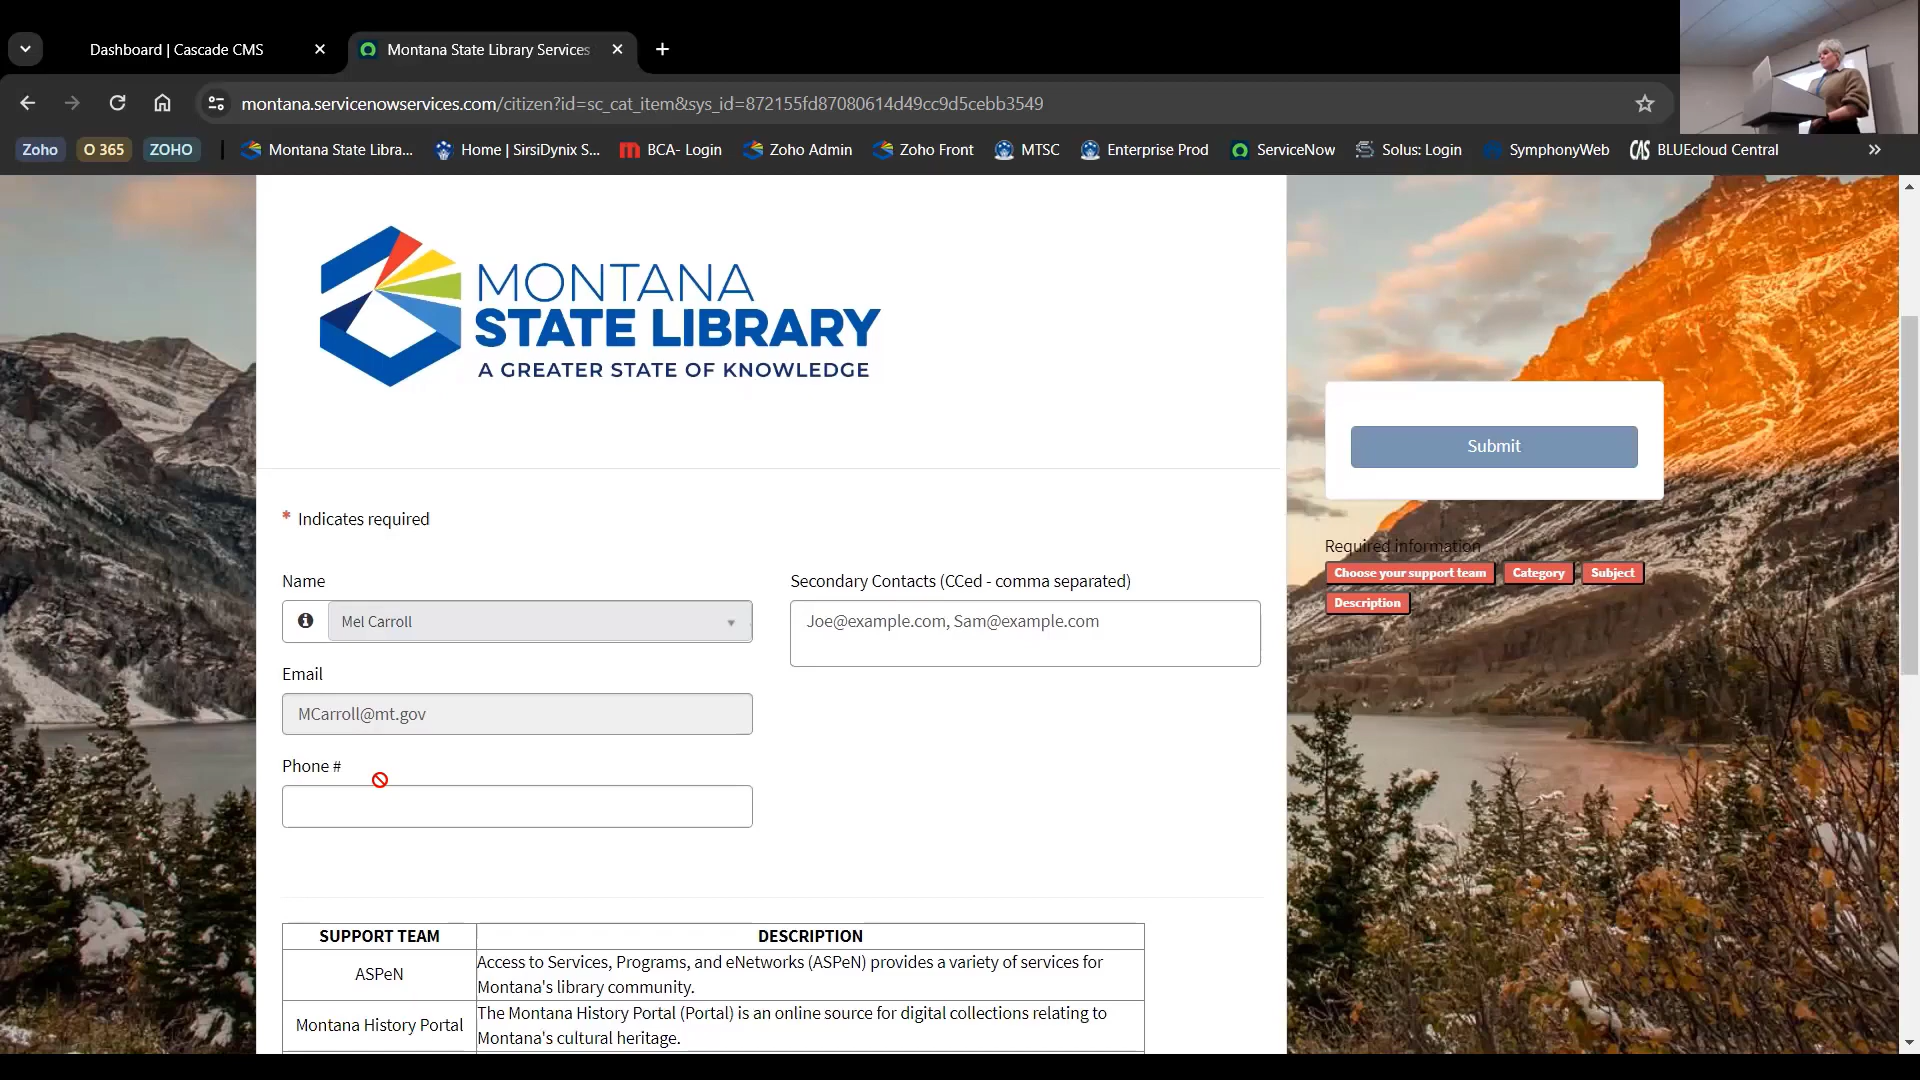 Dashboard | Cascade CMS
Montana State Library Services
montana.servicenowservices.com/citizen?id=sc_cat_item&sys_id=872155fd87080614d49cc9d5cebb3549
Zoho O 365 ZOHO Montana State Libra... Home | SirsiDynix S... BCA- Login Zoho Admin Zoho Front MTSC Enterprise Prod ServiceNow Solus: Login SymphonyWeb CAS BLUEcloud Central »
MONTANA
STATE LIBRARY
A GREATER STATE OF KNOWLEDGE
Submit
* Indicates required
Required information
Choose your support team Category Subject
Description
Name
Mel Carroll
Secondary Contacts (CCed - comma separated)
Joe@example.com, Sam@example.com
Email
MCarroll@mt.gov
Phone #
SUPPORT TEAM DESCRIPTION
ASPeN
Access to Services, Programs, and eNetworks (ASPeN) provides a variety of services for
Montana's library community.
Montana History Portal
The Montana History Portal (Portal) is an online source for digital collections relating to
Montana's cultural heritage.